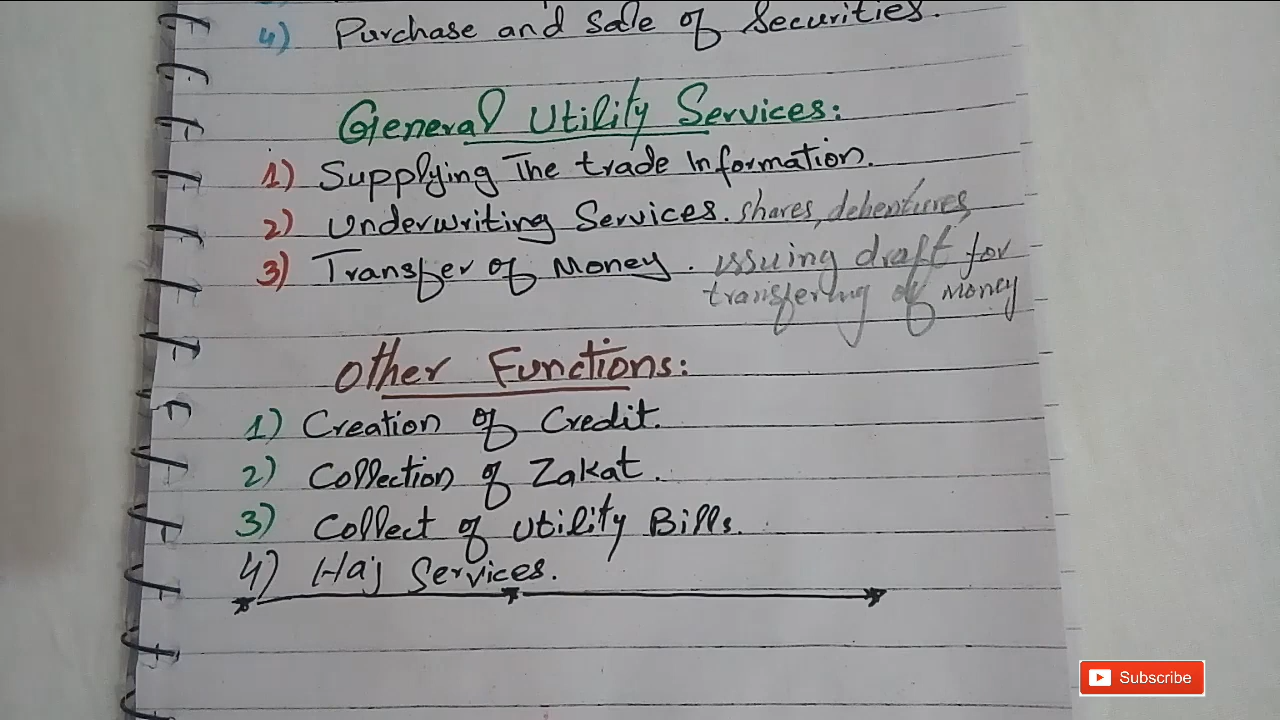 4) Purchase and Sale of Securities.
General Utility Services:
1) Supplying The trade Information.
2) Underwriting Services. shares, debentures,
3) Transfer of Money. issuing draft for
transfering of Money
Other Functions:
1) Creation of Credit.
2) Collection of Zakat.
3) Collect of Utility Bills.
4) Haj Services.
Subscribe